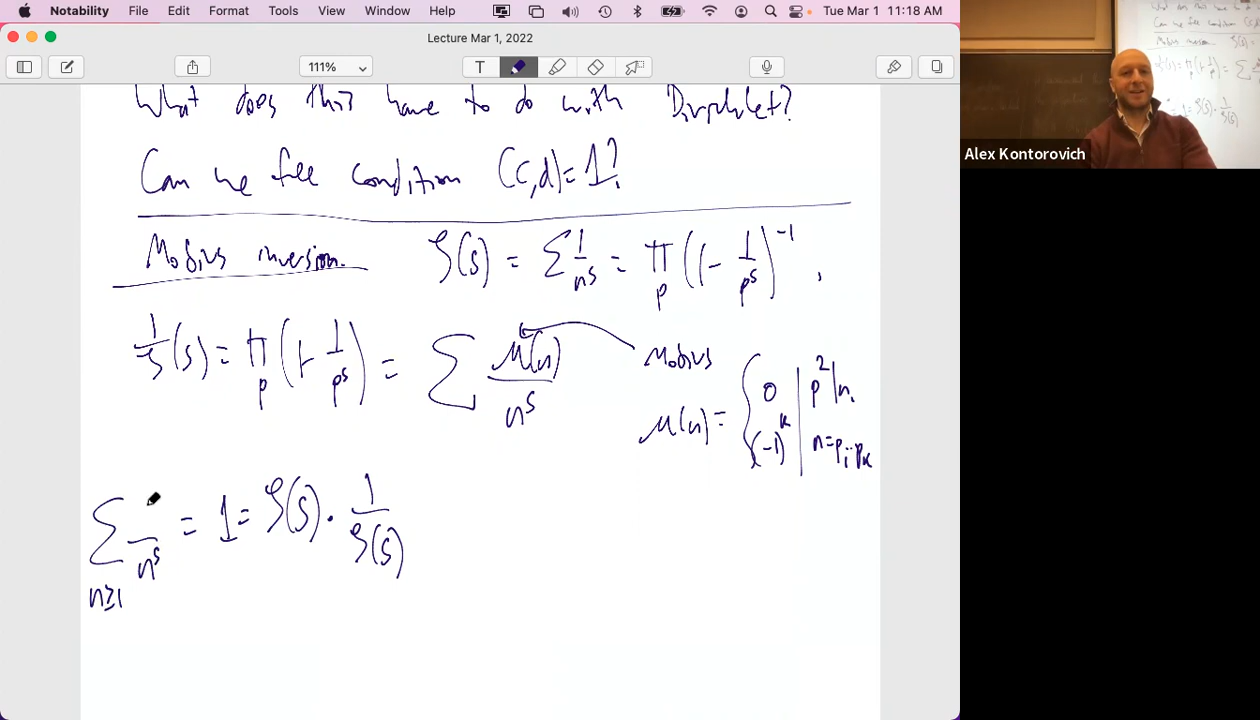 Notability File Edit Format Tools View Window Help Tue Mar 1 11:18 AM
Lecture Mar 1, 2022
111% T
What does this have to do with Dirichlet?
Can we free condition (c,d)=1?
Mobius inversion. ζ(s) = Σ 1/n^s = π_p (1 - 1/p^s)^-1 ,
1/ζ(s) = π_p (1 - 1/p^s) = Σ μ(n)/n^s Mobius
μ(n) = { 0 | p^2|n.
(-1)^k | n=p_1...p_k
Σ_{n≥1} /n^s = 1 = ζ(s) · 1/ζ(s)
Alex Kontorovich